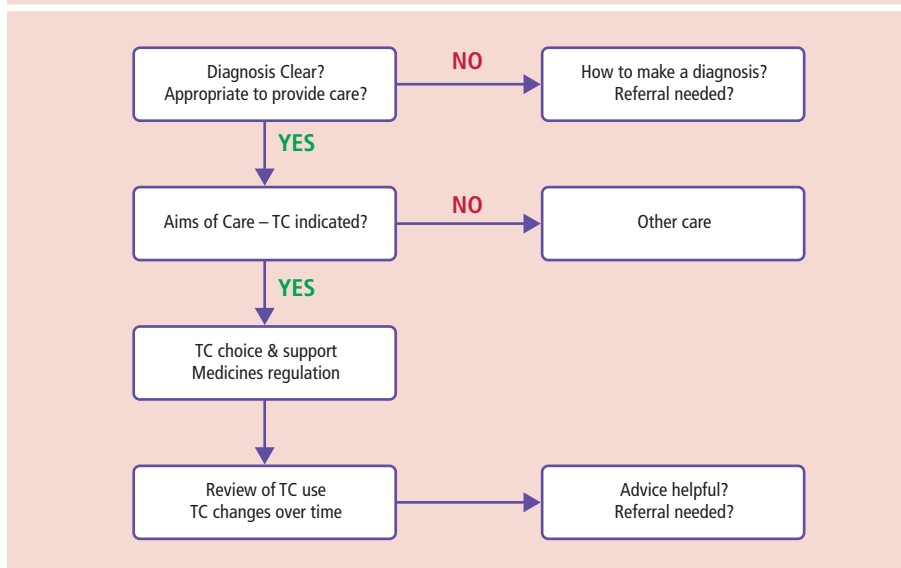 Diagnosis Clear?
Appropriate to provide care?
NO
How to make a diagnosis?
Referral needed?
YES
Aims of Care – TC indicated?
NO
Other care
YES
TC choice & support
Medicines regulation
Review of TC use
TC changes over time
Advice helpful?
Referral needed?